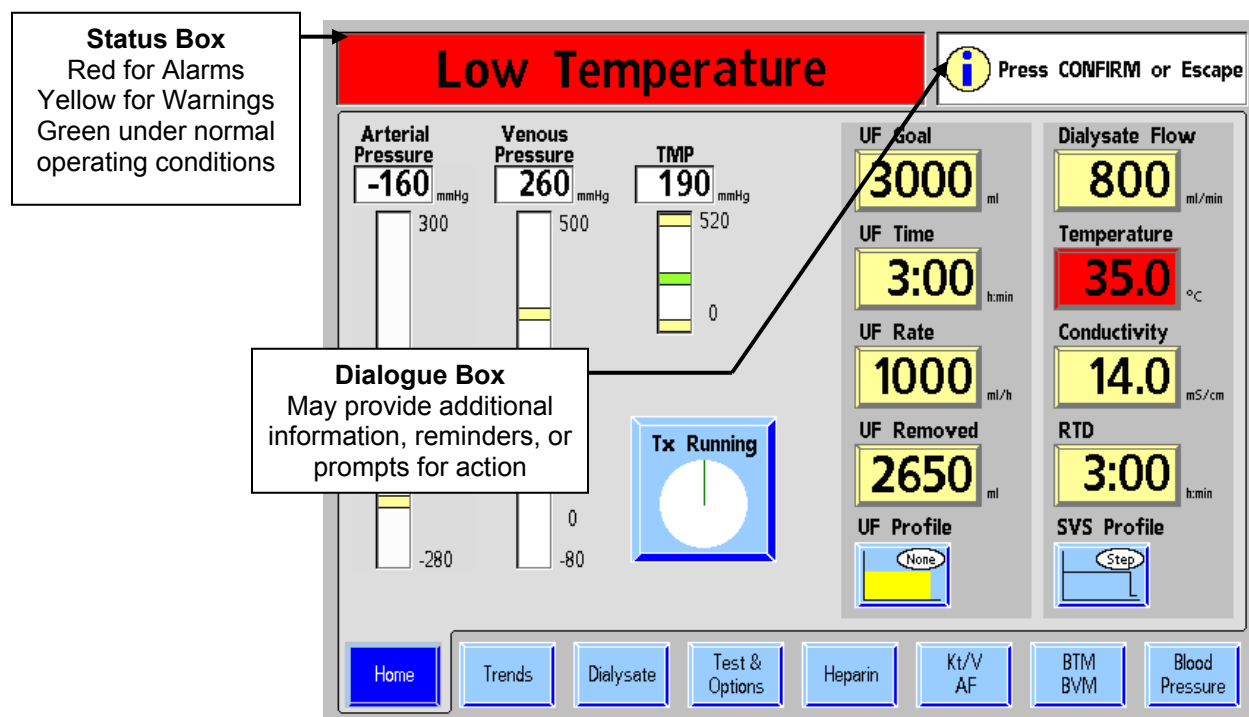 Status Box
Red for Alarms
Yellow for Warnings
Green under normal
operating conditions
Low Temperature
i
Press CONFIRM or Escape
Arterial
Pressure
-160 mmHg
300
-280
Venous
Pressure
260 mmHg
500
0
-80
TMP
190 mmHg
520
0
Dialogue Box
May provide additional
information, reminders, or
prompts for action
Tx Running
UF Goal
3000 ml
UF Time
3:00 h:min
UF Rate
1000 ml/h
UF Removed
2650 ml
UF Profile
None
Dialysate Flow
800 ml/min
Temperature
35.0 °C
Conductivity
14.0 mS/cm
RTD
3:00 h:min
SVS Profile
Step
Home
Trends
Dialysate
Test &
Options
Heparin
Kt/V
AF
BTM
BVM
Blood
Pressure